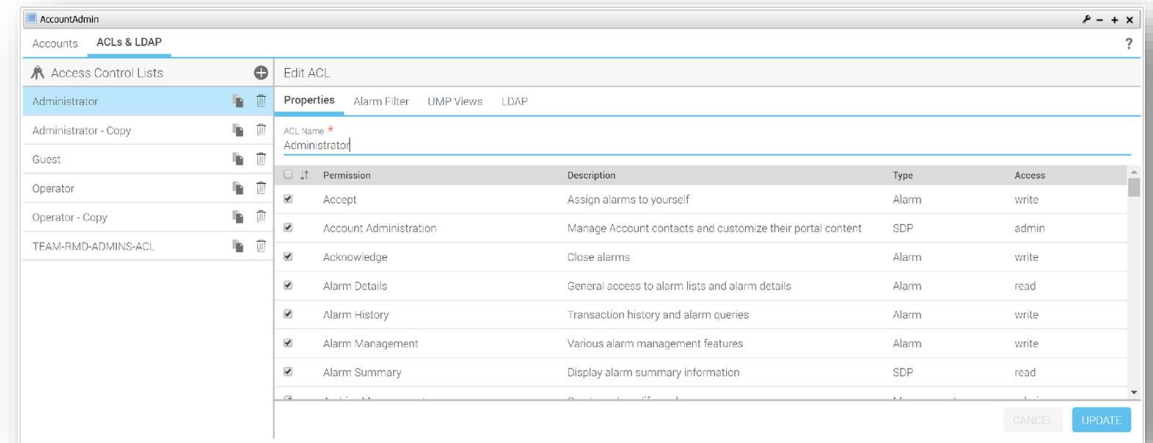 AccountAdmin
Accounts ACLs & LDAP ?
Access Control Lists
Edit ACL
Administrator
Administrator - Copy
Guest
Operator
Operator - Copy
TEAM-RMD-ADMINS-ACL
Properties Alarm Filter UMP Views LDAP
ACL Name *
Administrator
Permission Description Type Access
Accept Assign alarms to yourself Alarm write
Account Administration Manage Account contacts and customize their portal content SDP admin
Acknowledge Close alarms Alarm write
Alarm Details General access to alarm lists and alarm details Alarm read
Alarm History Transaction history and alarm queries Alarm write
Alarm Management Various alarm management features Alarm write
Alarm Summary Display alarm summary information SDP read
CANCEL UPDATE